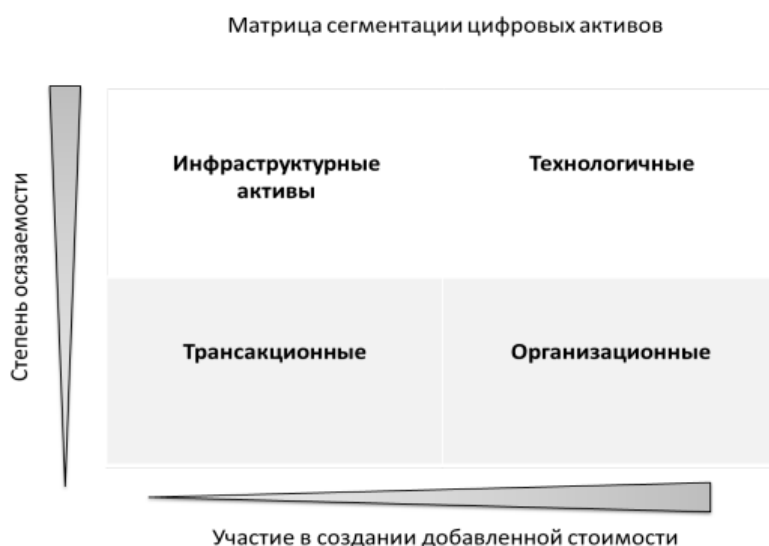 Матрица сегментации цифровых активов
Степень осязаемости
Инфраструктурные
активы
Технологичные
Трансакционные
Организационные
Участие в создании добавленной стоимости